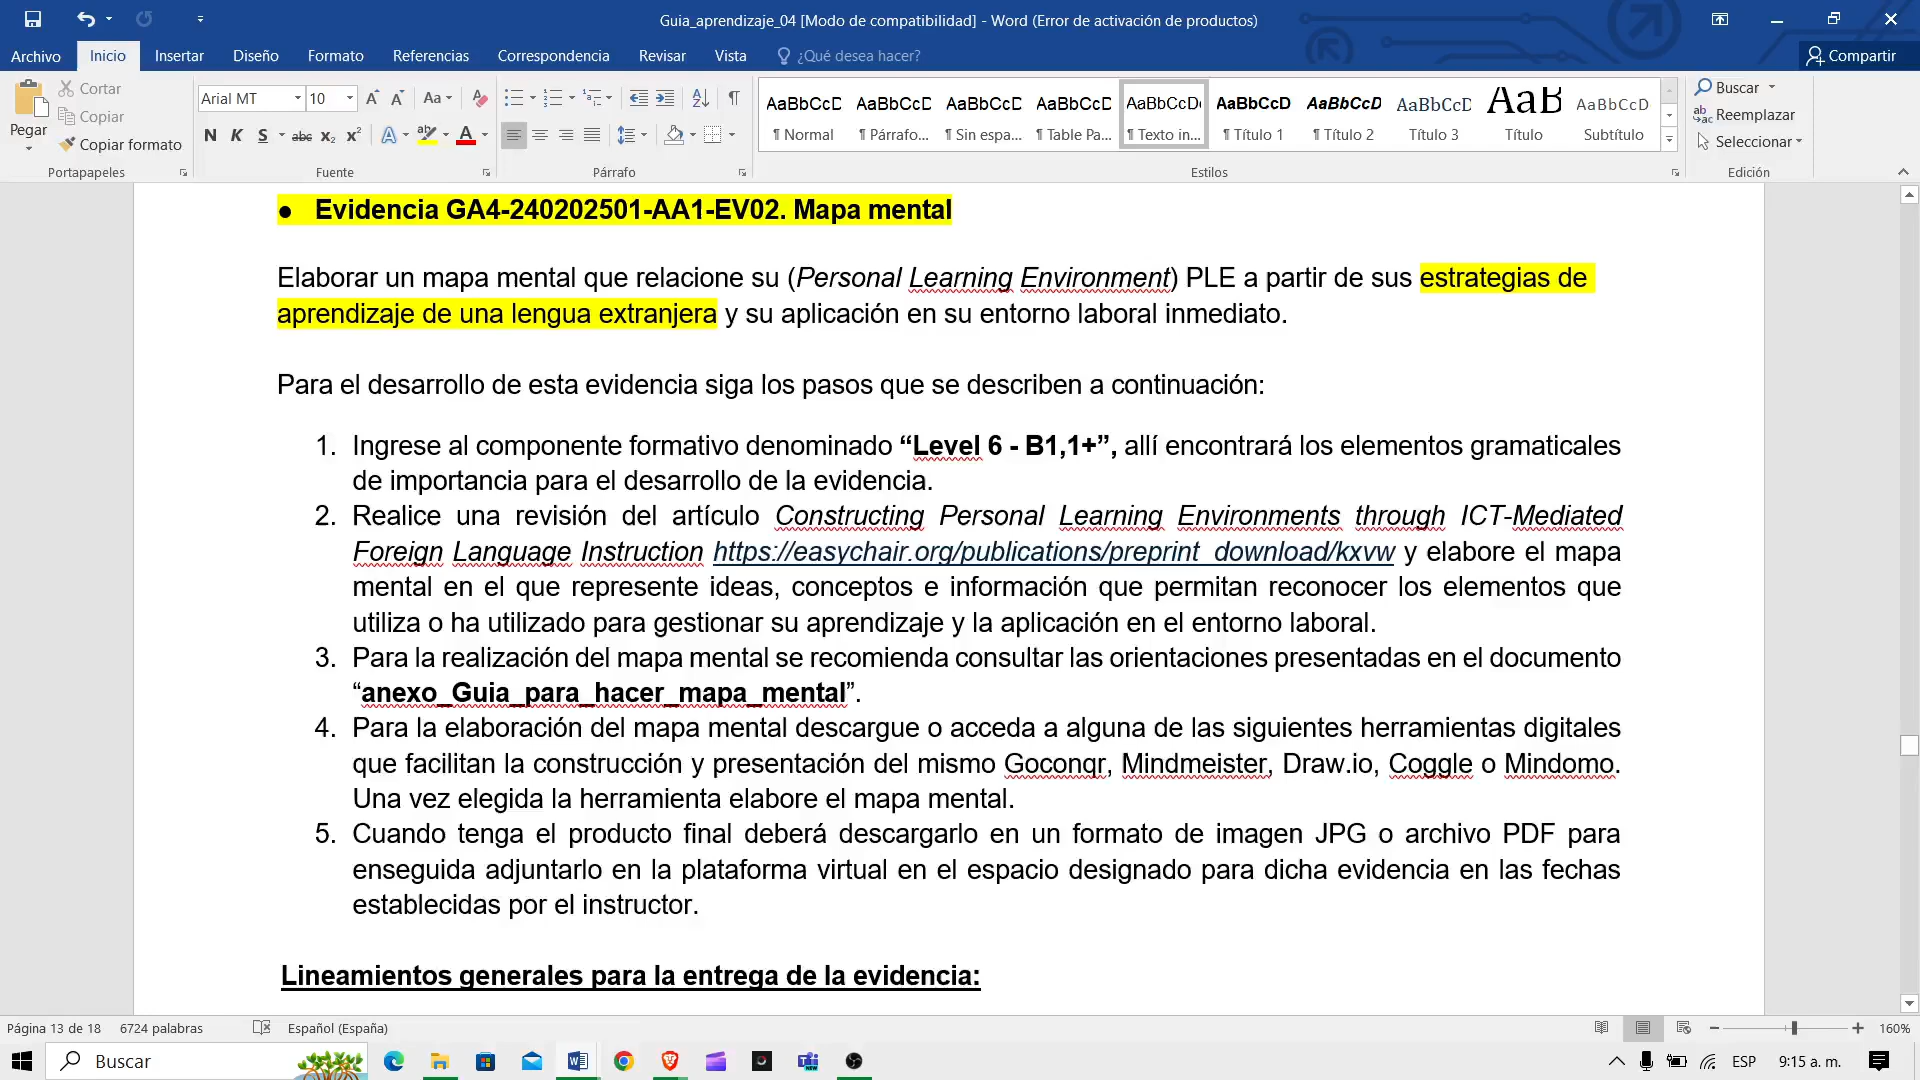 Guia_aprendizaje_04 [Modo de compatibilidad] - Word (Error de activación de productos)
Archivo Inicio Insertar Diseño Formato Referencias Correspondencia Revisar Vista ¿Qué desea hacer? Compartir
Pegar
Cortar
Copiar
Copiar formato
Portapapeles
Arial MT 10
N K S abc x₂ x²
Fuente
Párrafo
AaBbCcD AaBbCcD AaBbCcD AaBbCcD AaBbCcD AaBbCcD AaBbCcD AaBbCcD AaB AaBbCcD
¶ Normal ¶ Párrafo... ¶ Sin espa... ¶ Table Pa... ¶ Texto in... ¶ Título 1 ¶ Título 2 Título 3 Título Subtítulo
Estilos
Buscar
Reemplazar
Seleccionar
Edición
● Evidencia GA4-240202501-AA1-EV02. Mapa mental
Elaborar un mapa mental que relacione su (Personal Learning Environment) PLE a partir de sus estrategias de
aprendizaje de una lengua extranjera y su aplicación en su entorno laboral inmediato.
Para el desarrollo de esta evidencia siga los pasos que se describen a continuación:
1. Ingrese al componente formativo denominado “Level 6 - B1,1+”, allí encontrará los elementos gramaticales
de importancia para el desarrollo de la evidencia.
2. Realice una revisión del artículo Constructing Personal Learning Environments through ICT-Mediated
Foreign Language Instruction https://easychair.org/publications/preprint_download/kxvw y elabore el mapa
mental en el que represente ideas, conceptos e información que permitan reconocer los elementos que
utiliza o ha utilizado para gestionar su aprendizaje y la aplicación en el entorno laboral.
3. Para la realización del mapa mental se recomienda consultar las orientaciones presentadas en el documento
“anexo_Guia_para_hacer_mapa_mental”.
4. Para la elaboración del mapa mental descargue o acceda a alguna de las siguientes herramientas digitales
que facilitan la construcción y presentación del mismo Goconqr, Mindmeister, Draw.io, Coggle o Mindomo.
Una vez elegida la herramienta elabore el mapa mental.
5. Cuando tenga el producto final deberá descargarlo en un formato de imagen JPG o archivo PDF para
enseguida adjuntarlo en la plataforma virtual en el espacio designado para dicha evidencia en las fechas
establecidas por el instructor.
Lineamientos generales para la entrega de la evidencia:
Página 13 de 18 6724 palabras Español (España) 160%
Buscar ESP 9:15 a. m.